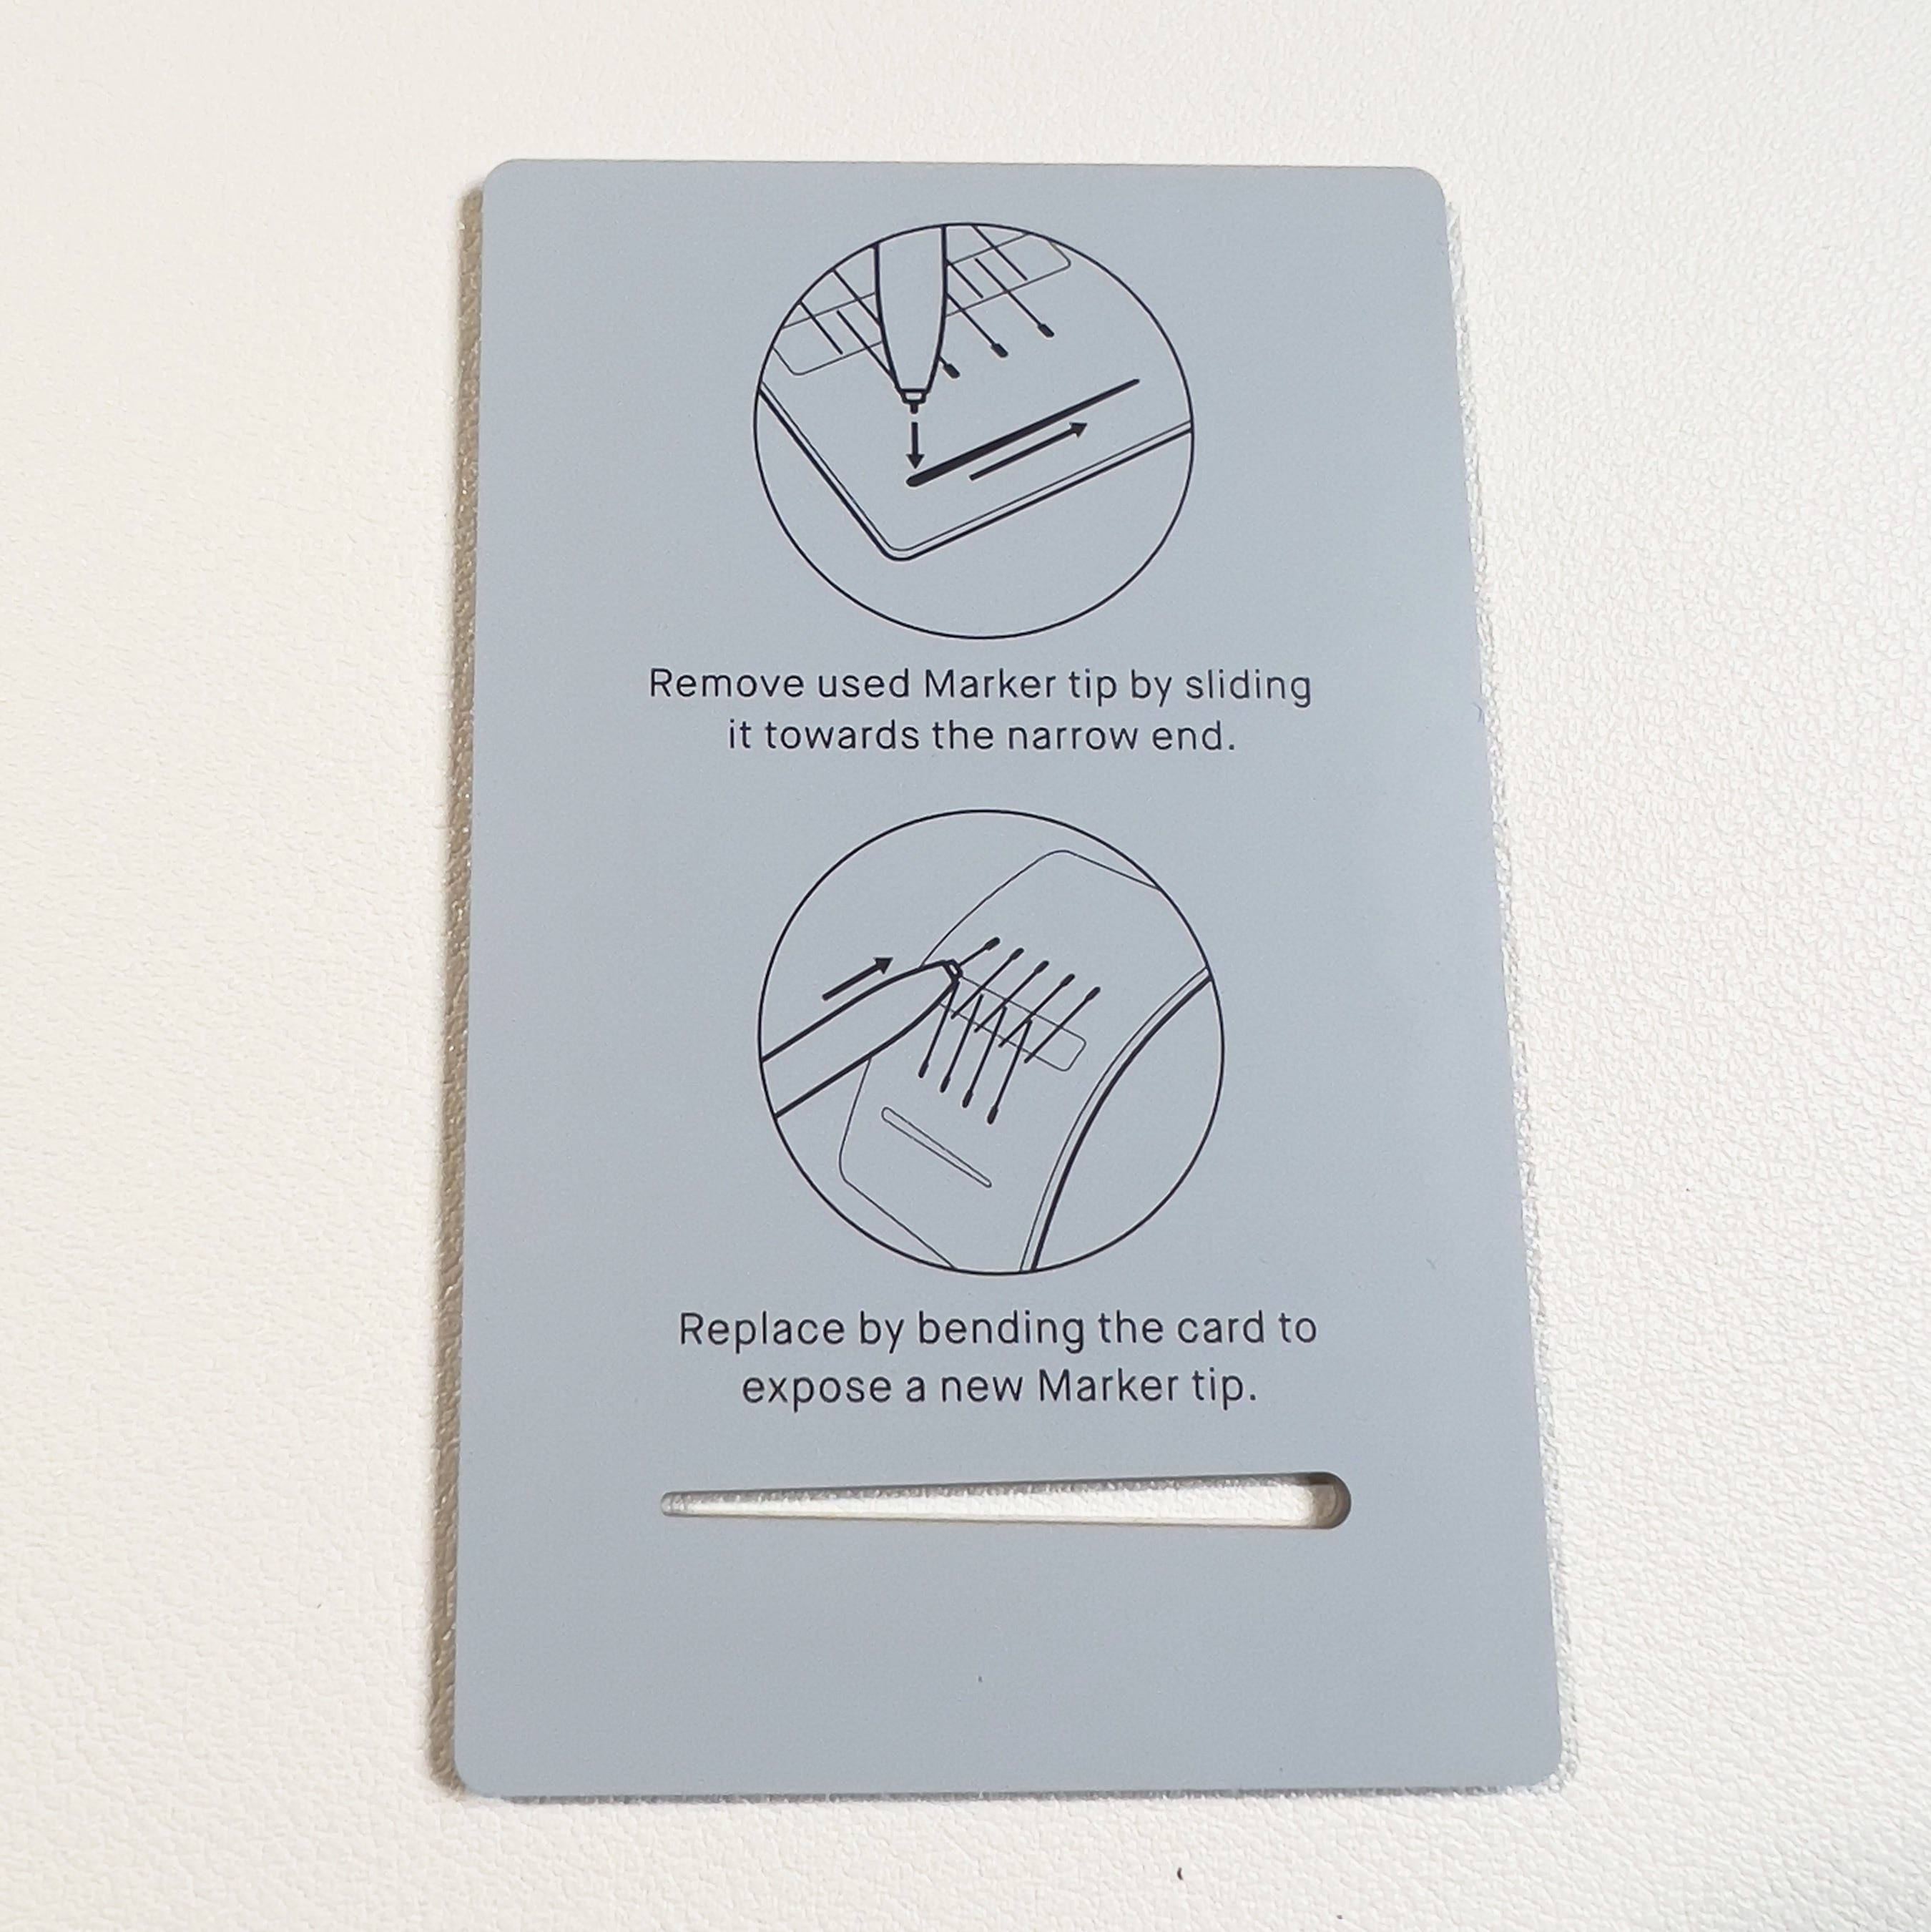 Remove used Marker tip by sliding
it towards the narrow end.
Replace by bending the card to
expose a new Marker tip.